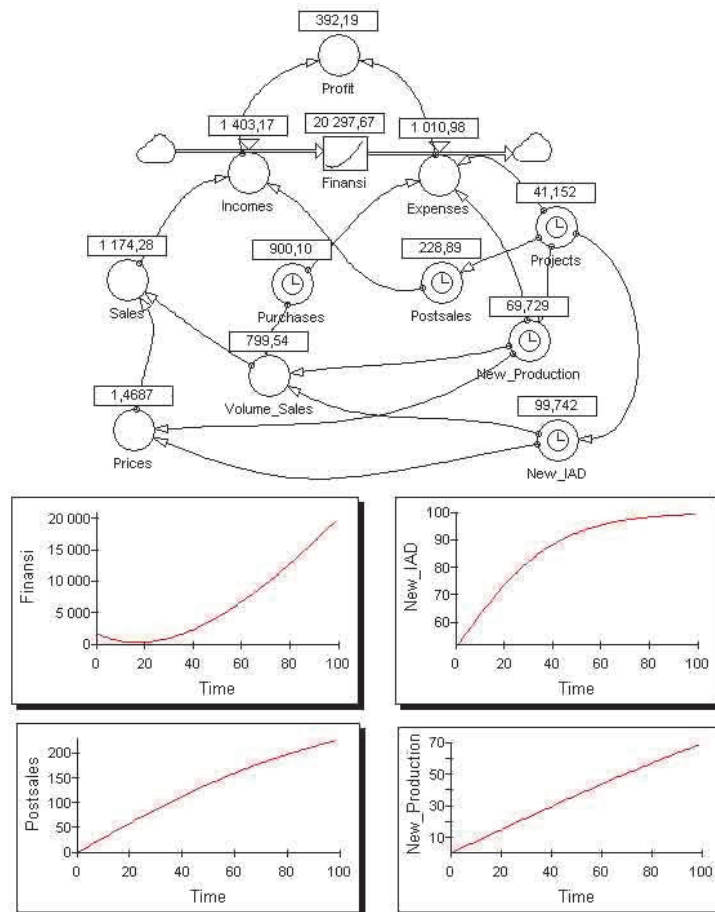 392,19
Profit
1 403,17
20 297,67
1 010,98
Incomes
Finansi
Expenses
41,152
Projects
1 174,28
Sales
900,10
Purchases
228,89
Postsales
69,729
New_Production
799,54
Volume_Sales
1,4687
Prices
99,742
New_IAD
Finansi
20 000
15 000
10 000
5 000
0
0 20 40 60 80 100
Time
New_IAD
100
90
80
70
60
0 20 40 60 80 100
Time
Postsales
200
150
100
50
0
0 20 40 60 80 100
Time
New_Production
70
50
30
10
0 20 40 60 80 100
Time